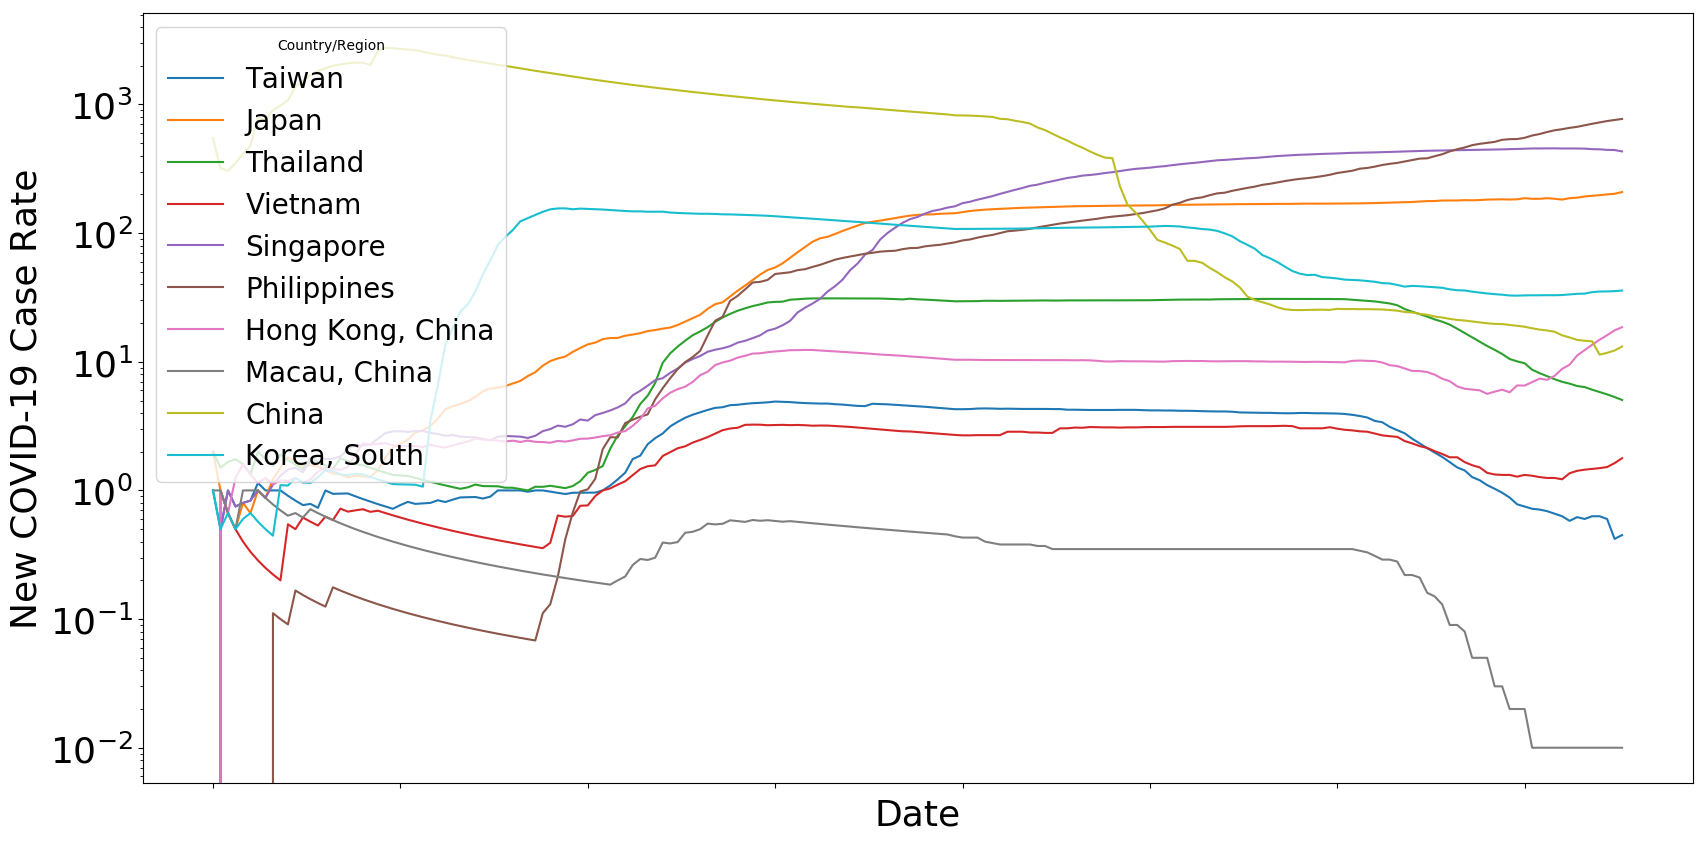 Country/Region
Taiwan
Japan
Thailand
Vietnam
Singapore
Philippines
Hong Kong, China
Macau, China
China
Korea, South
New COVID-19 Case Rate
10³
10²
10¹
10⁰
10⁻¹
10⁻²
Date